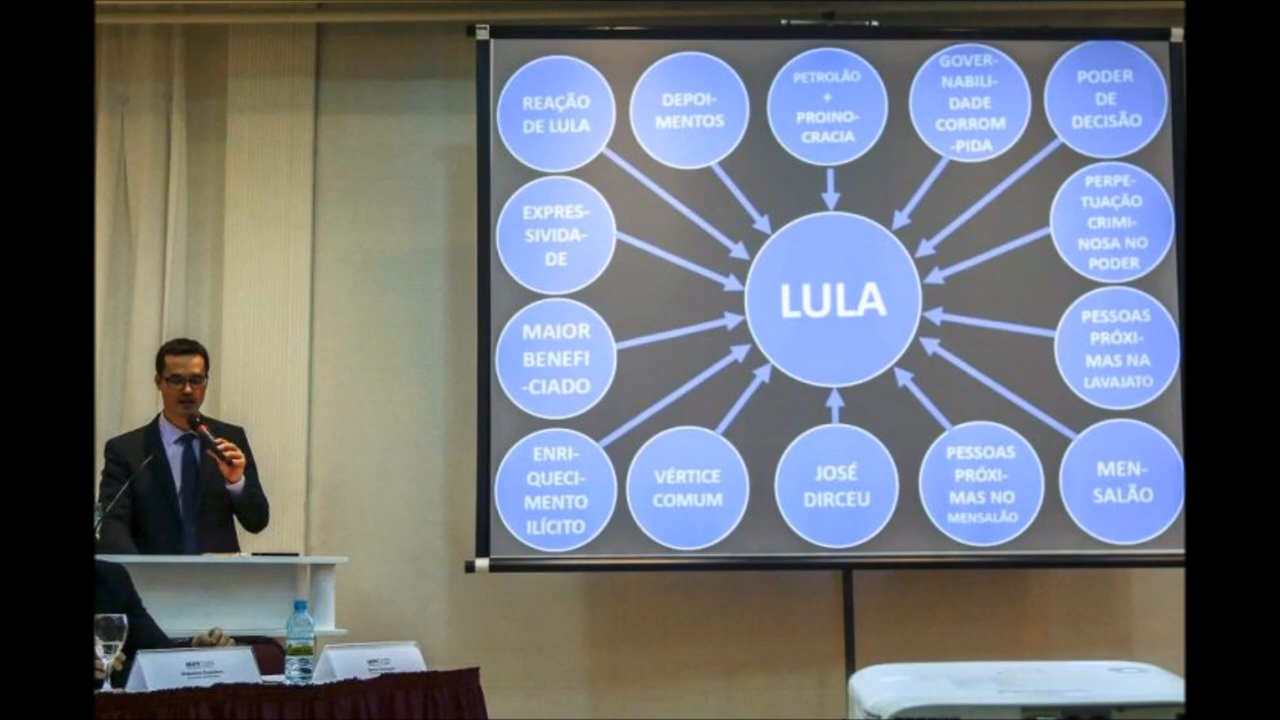 REAÇÃO
DE LULA
DEPOI-
MENTOS
PETROLÃO
+
PROINO-
CRACIA
GOVER-
NABILI-
DADE
CORROM
-PIDA
PODER
DE
DECISÃO
EXPRES-
SIVIDA-
DE
PERPE-
TUAÇÃO
CRIMI-
NOSA NO
PODER
LULA
MAIOR
BENEFI
-CIADO
PESSOAS
PRÓXI-
MAS NA
LAVAJATO
ENRI-
QUECI-
MENTO
ILÍCITO
VÉRTICE
COMUM
JOSÉ
DIRCEU
PESSOAS
PRÓXI-
MAS NO
MENSALÃO
MEN-
SALÃO